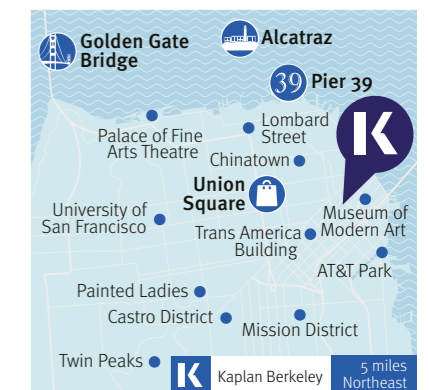 Golden Gate
Bridge
Alcatraz
39 Pier 39
Palace of Fine
Arts Theatre
Lombard
Street
K
Chinatown
Union
Square
University of
San Francisco
Museum of
Modern Art
Trans America
Building
AT&T Park
Painted Ladies
Castro District
Mission District
Twin Peaks
K Kaplan Berkeley
5 miles
Northeast